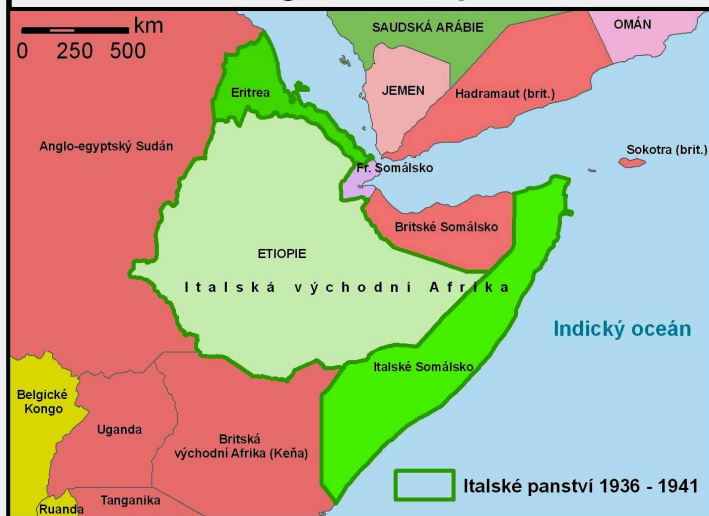 km
0 250 500
SAUDSKÁ ARÁBIE
OMÁN
Eritrea
JEMEN
Hadramaut (brit.)
Anglo-egyptský Súdán
Sokotra (brit.)
Fr. Somálsko
Britské Somálsko
ETIOPIE
Italská východní Afrika
Indický oceán
Italské Somálsko
Belgické
Kongo
Uganda
Britská
východní Afrika (Keňa)
Italské panství 1936 - 1941
Tanganika
Ruanda